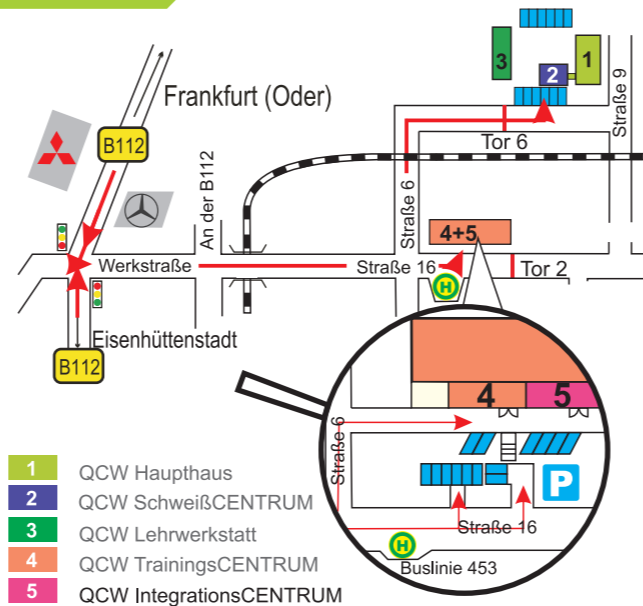 Frankfurt (Oder)
B112
3
2
1
Straße 9
Tor 6
An der B112
Straße 6
4+5
Werkstraße
Straße 16
H
Tor 2
Eisenhüttenstadt
B112
4
5
Straße 6
P
Straße 16
H
Buslinie 453
1 QCW Haupthaus
2 QCW SchweißCENTRUM
3 QCW Lehrwerkstatt
4 QCW TrainingsCENTRUM
5 QCW IntegrationsCENTRUM